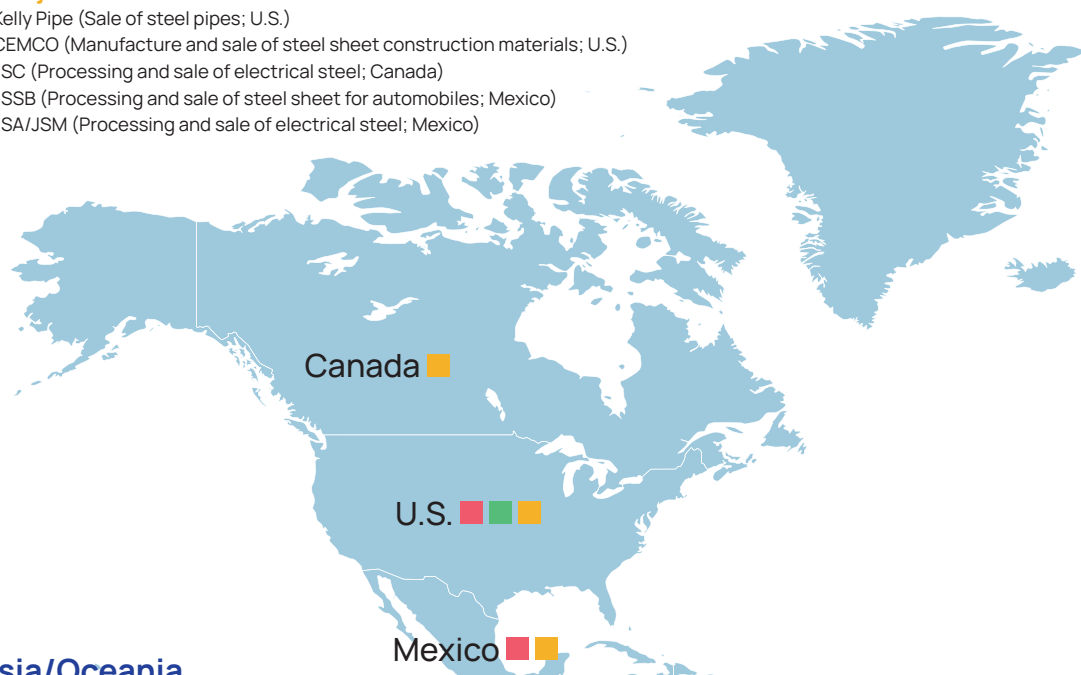 Kelly Pipe (Sale of steel pipes; U.S.)
CEMCO (Manufacture and sale of steel sheet construction materials; U.S.)
SC (Processing and sale of electrical steel; Canada)
SSB (Processing and sale of steel sheet for automobiles; Mexico)
SA/JSM (Processing and sale of electrical steel; Mexico)
Canada
U.S.
Mexico
sia/Oceania